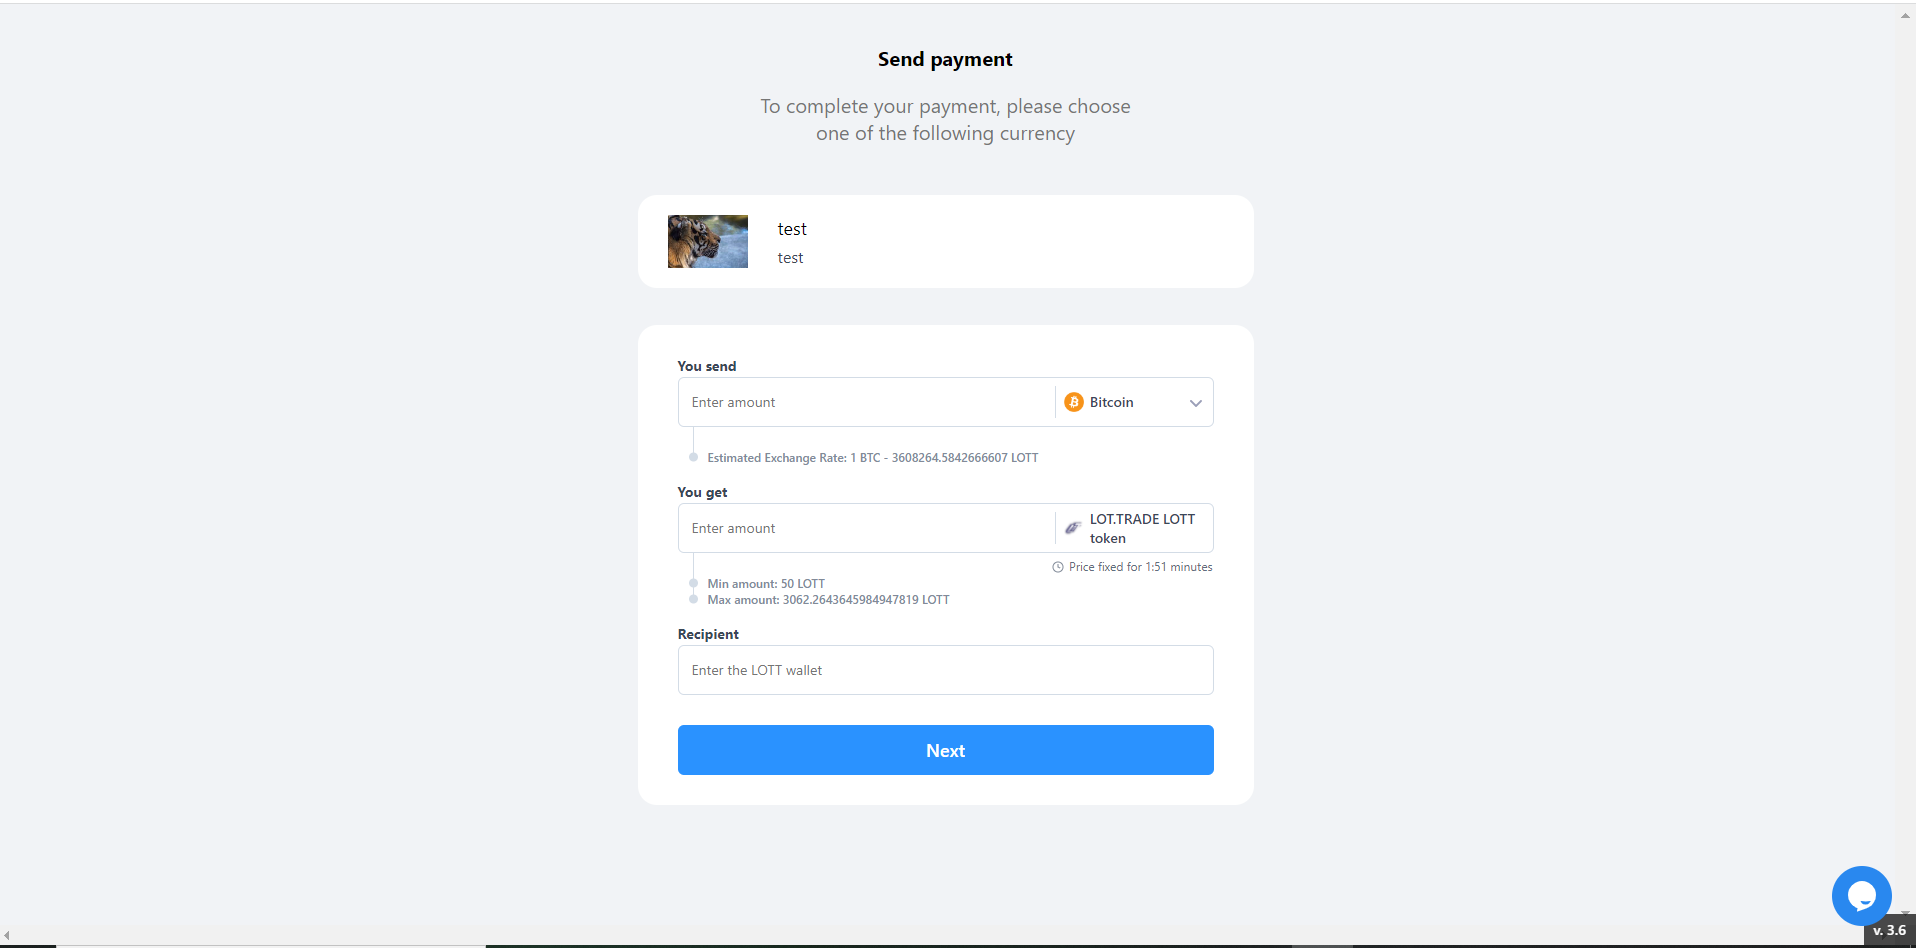 Send payment
To complete your payment, please choose
one of the following currency
test
test
You send
Enter amount
Bitcoin
Estimated Exchange Rate: 1 BTC - 3608264.5842666607 LOTT
You get
Enter amount
LOT.TRADE LOTT
token
Price fixed for 1:51 minutes
Min amount: 50 LOTT
Max amount: 3062.2643645984947819 LOTT
Recipient
Enter the LOTT wallet
Next
v. 3.6